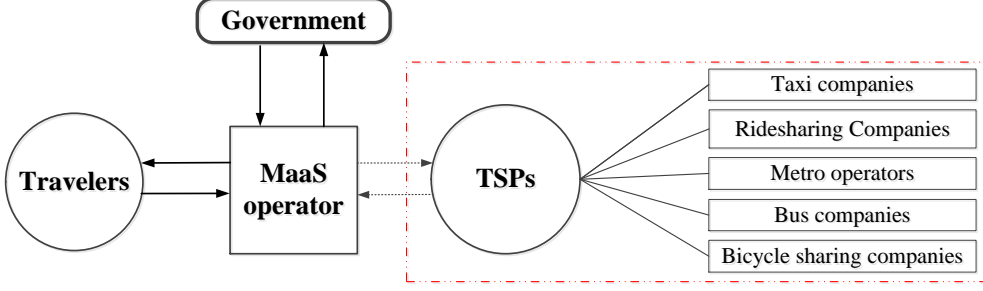 Government
Travelers
MaaS
operator
TSPs
Taxi companies
Ridesharing Companies
Metro operators
Bus companies
Bicycle sharing companies